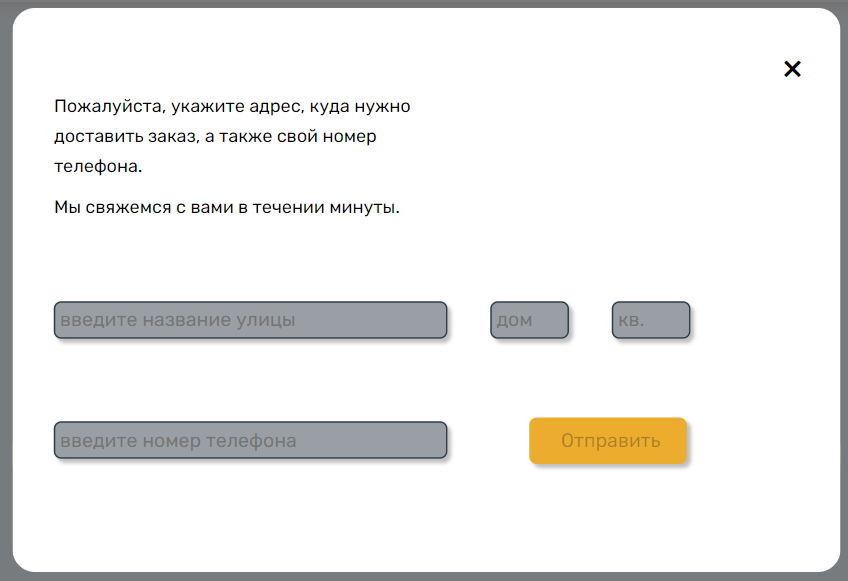 Пожалуйста, укажите адрес, куда нужно
доставить заказ, а также свой номер
телефона.
Мы свяжемся с вами в течении минуты.
введите название улицы
дом
кв.
введите номер телефона
Отправить